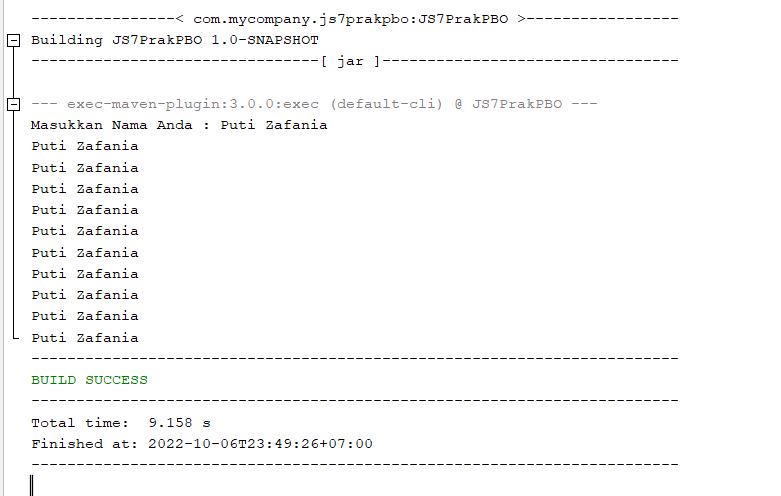 ----------------< com.mycompany.js7prakpbo:JS7PrakPBO >-----------------
Building JS7PrakPBO 1.0-SNAPSHOT
--------------------------------[ jar ]---------------------------------
--- exec-maven-plugin:3.0.0:exec (default-cli) @ JS7PrakPBO ---
Masukkan Nama Anda : Puti Zafania
Puti Zafania
Puti Zafania
Puti Zafania
Puti Zafania
Puti Zafania
Puti Zafania
Puti Zafania
Puti Zafania
Puti Zafania
Puti Zafania
------------------------------------------------------------------------
BUILD SUCCESS
------------------------------------------------------------------------
Total time:  9.158 s
Finished at: 2022-10-06T23:49:26+07:00
------------------------------------------------------------------------